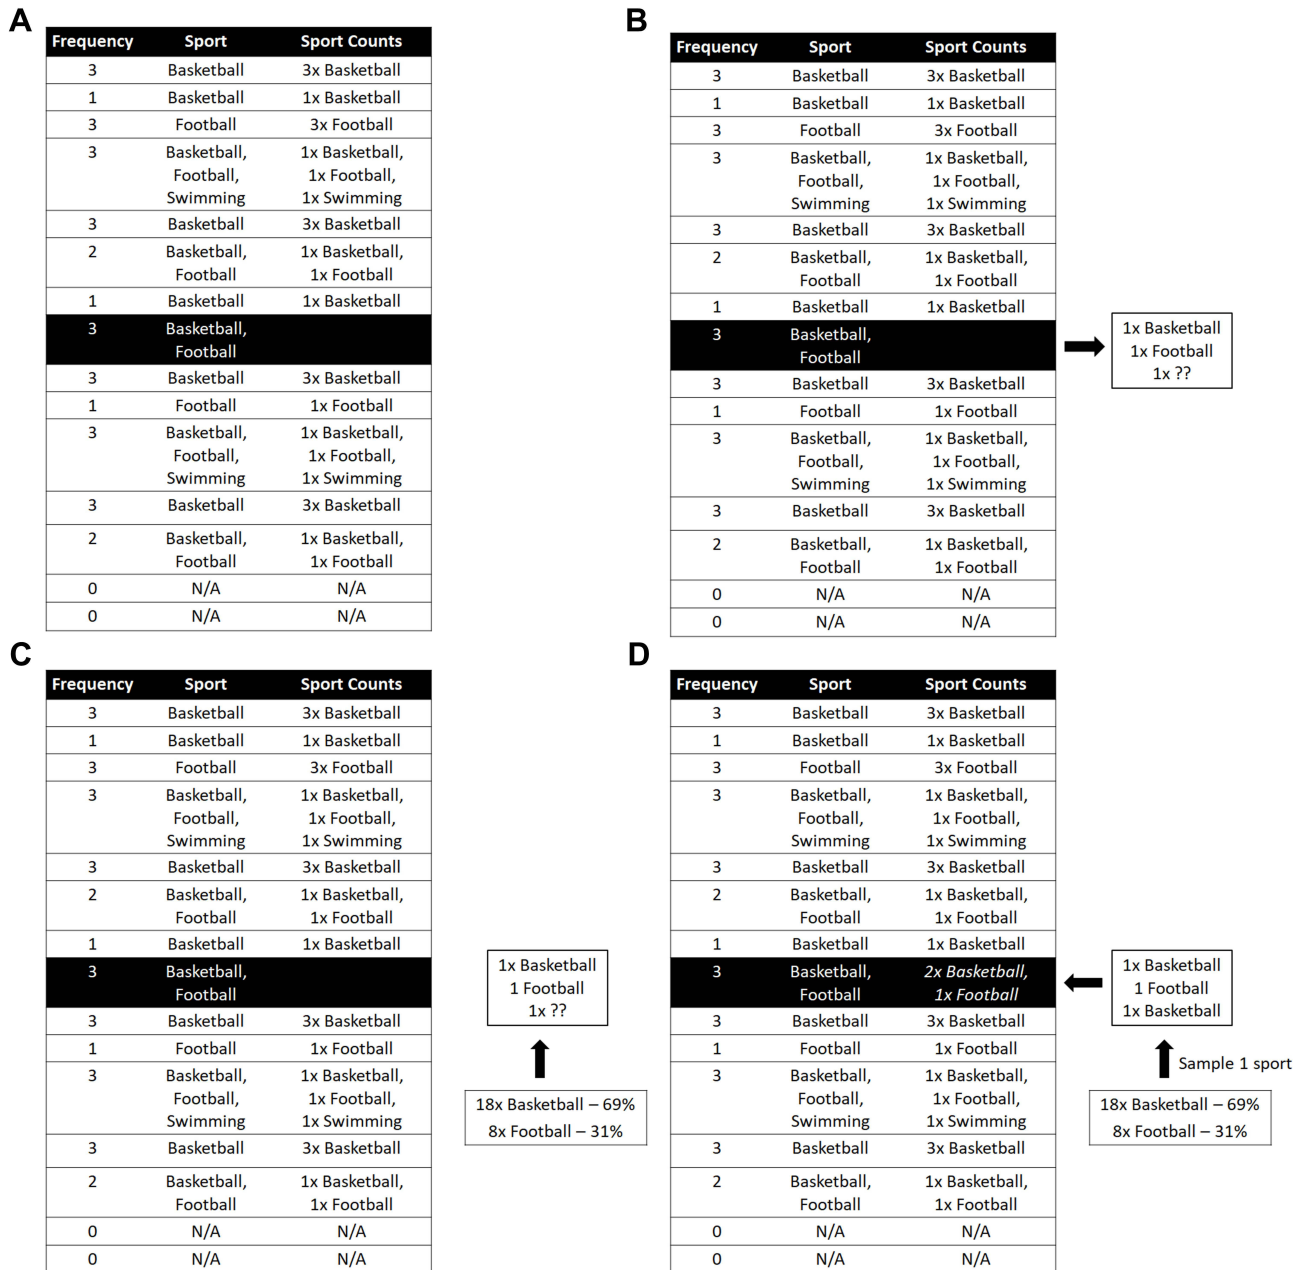 A
Frequency Sport Sport Counts
3 Basketball 3x Basketball
1 Basketball 1x Basketball
3 Football 3x Football
3 Basketball, 1x Basketball,
Football, 1x Football,
Swimming 1x Swimming
3 Basketball 3x Basketball
2 Basketball, 1x Basketball,
Football 1x Football
1 Basketball 1x Basketball
3 Basketball,
Football
3 Basketball 3x Basketball
1 Football 1x Football
3 Basketball, 1x Basketball,
Football, 1x Football,
Swimming 1x Swimming
3 Basketball 3x Basketball
2 Basketball, 1x Basketball,
Football 1x Football
0 N/A N/A
0 N/A N/A
B
Frequency Sport Sport Counts
3 Basketball 3x Basketball
1 Basketball 1x Basketball
3 Football 3x Football
3 Basketball, 1x Basketball,
Football, 1x Football,
Swimming 1x Swimming
3 Basketball 3x Basketball
2 Basketball, 1x Basketball,
Football 1x Football
1 Basketball 1x Basketball
3 Basketball,
Football
3 Basketball 3x Basketball
1 Football 1x Football
3 Basketball, 1x Basketball,
Football, 1x Football,
Swimming 1x Swimming
3 Basketball 3x Basketball
2 Basketball, 1x Basketball,
Football 1x Football
0 N/A N/A
0 N/A N/A
1x Basketball
1x Football
1x ??
C
Frequency Sport Sport Counts
3 Basketball 3x Basketball
1 Basketball 1x Basketball
3 Football 3x Football
3 Basketball, 1x Basketball,
Football, 1x Football,
Swimming 1x Swimming
3 Basketball 3x Basketball
2 Basketball, 1x Basketball,
Football 1x Football
1 Basketball 1x Basketball
3 Basketball,
Football
3 Basketball 3x Basketball
1 Football 1x Football
3 Basketball, 1x Basketball,
Football, 1x Football,
Swimming 1x Swimming
3 Basketball 3x Basketball
2 Basketball, 1x Basketball,
Football 1x Football
0 N/A N/A
0 N/A N/A
1x Basketball
1 Football
1x ??
18x Basketball – 69%
8x Football – 31%
D
Frequency Sport Sport Counts
3 Basketball 3x Basketball
1 Basketball 1x Basketball
3 Football 3x Football
3 Basketball, 1x Basketball,
Football, 1x Football,
Swimming 1x Swimming
3 Basketball 3x Basketball
2 Basketball, 1x Basketball,
Football 1x Football
1 Basketball 1x Basketball
3 Basketball, 2x Basketball,
Football 1x Football
3 Basketball 3x Basketball
1 Football 1x Football
3 Basketball, 1x Basketball,
Football, 1x Football,
Swimming 1x Swimming
3 Basketball 3x Basketball
2 Basketball, 1x Basketball,
Football 1x Football
0 N/A N/A
0 N/A N/A
1x Basketball
1 Football
1x Basketball
Sample 1 sport
18x Basketball – 69%
8x Football – 31%